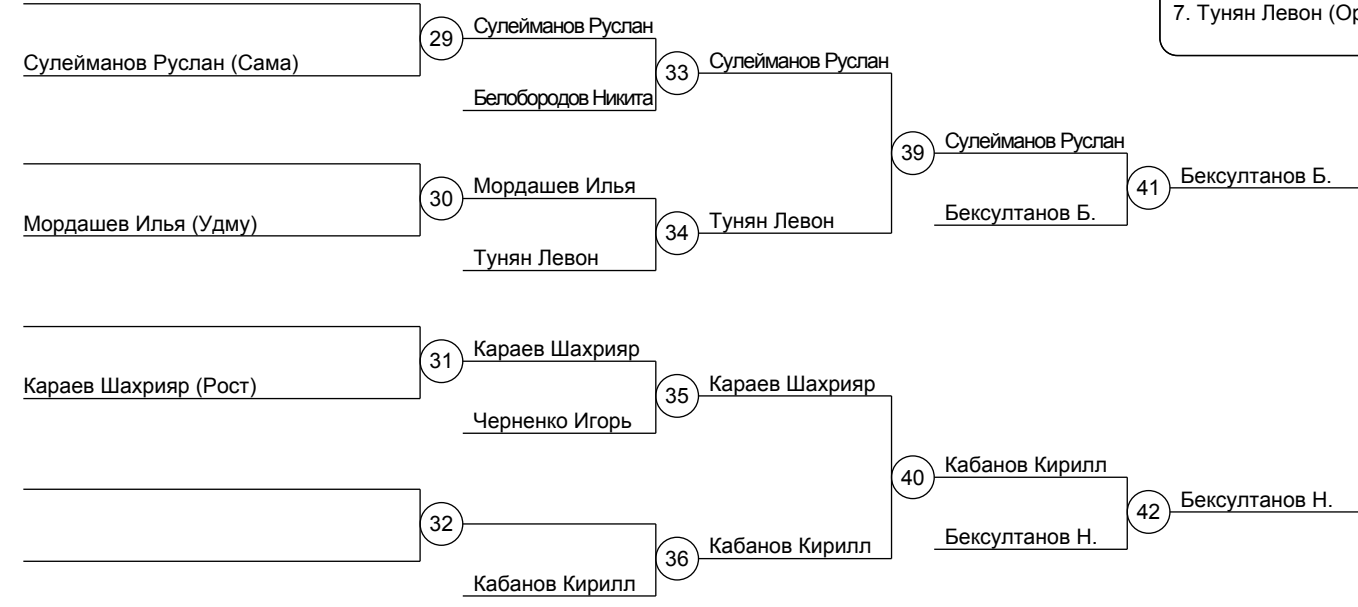 7. Тунян Левон (Ор
29
Сулейманов Руслан
Сулейманов Руслан (Сама)
33
Сулейманов Руслан
Белобородов Никита
39
Сулейманов Руслан
30
Мордашев Илья
41
Бексултанов Б.
Мордашев Илья (Удму)
34
Тунян Левон
Бексултанов Б.
Тунян Левон
31
Караев Шахрияр
Караев Шахрияр (Рост)
35
Караев Шахрияр
Черненко Игорь
40
Кабанов Кирилл
32
42
Бексултанов Н.
36
Кабанов Кирилл
Бексултанов Н.
Кабанов Кирилл